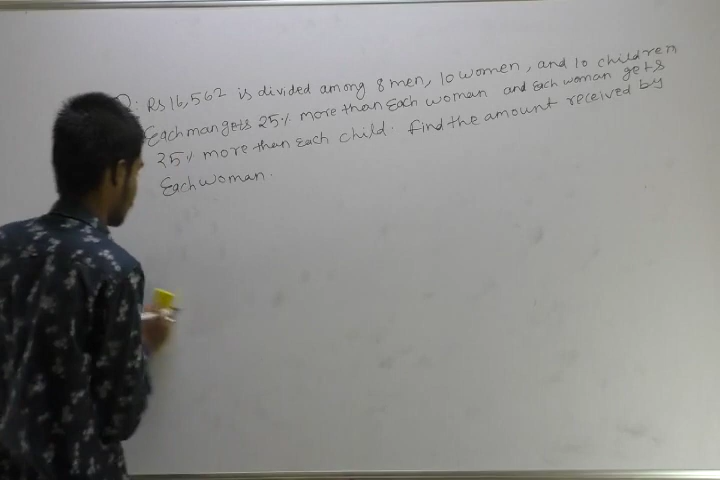 Q: Rs 16,562 is divided among 8 men, 10 women, and 10 children
Each man gets 25% more than each woman and each woman gets
25% more than each child. Find the amount received by
Each woman.